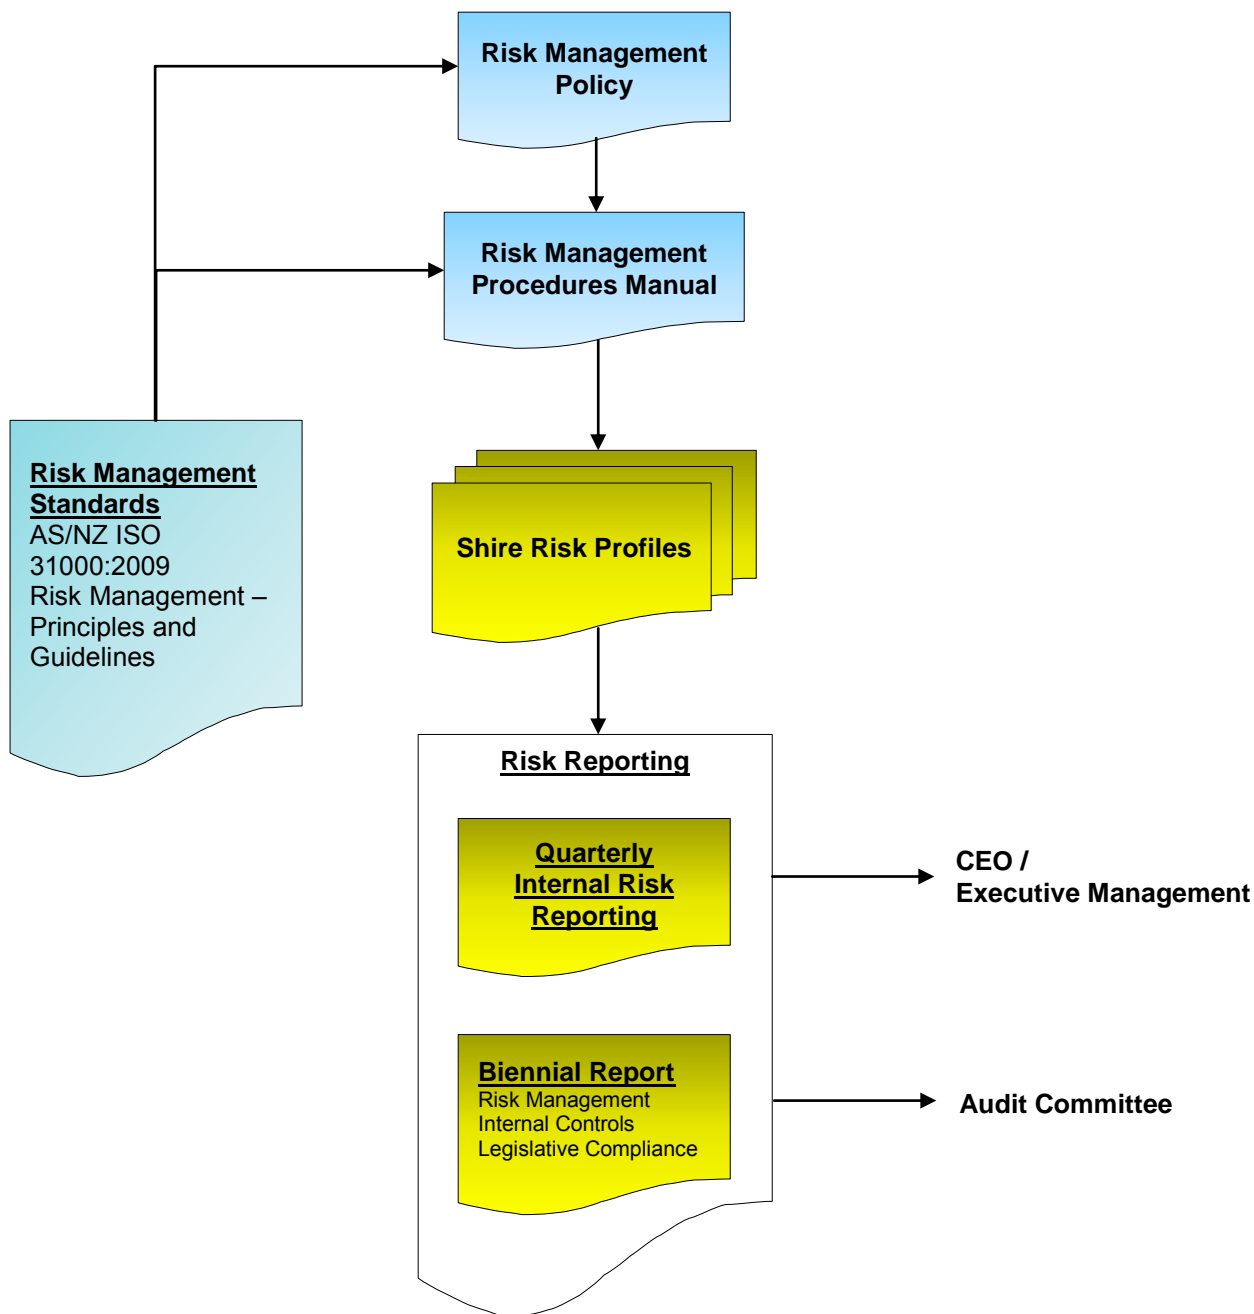 Risk Management
Policy
Risk Management
Procedures Manual
Risk Management
Standards
AS/NZ ISO
31000:2009
Risk Management –
Principles and
Guidelines
Shire Risk Profiles
Risk Reporting
Quarterly
Internal Risk
Reporting
CEO /
Executive Management
Biennial Report
Risk Management
Internal Controls
Legislative Compliance
Audit Committee